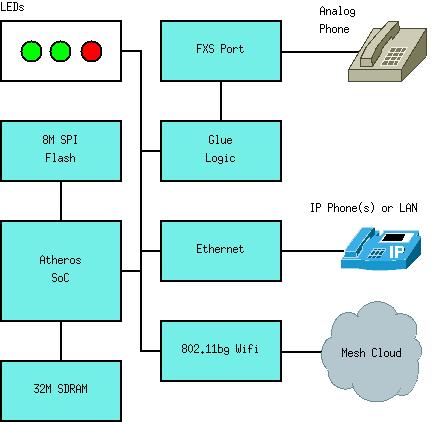 LEDs
FXS Port
Analog
Phone
8M SPI
Flash
Glue
Logic
IP Phone(s) or LAN
Atheros
SoC
Ethernet
IP
802.11bg Wifi
Mesh Cloud
32M SDRAM